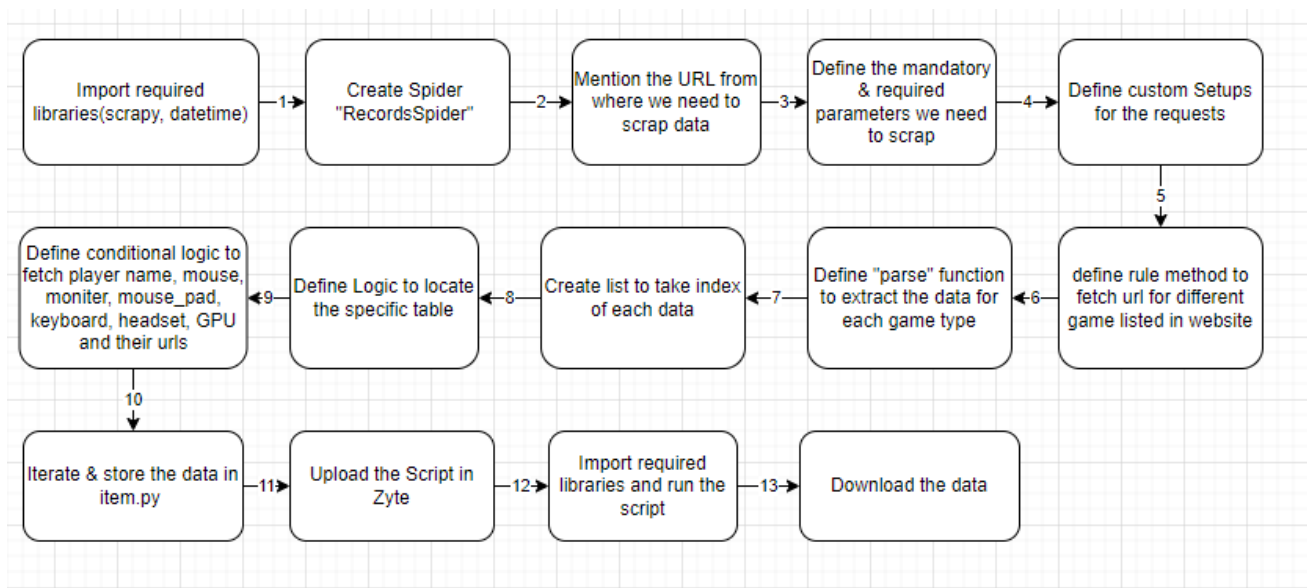 Import required
libraries(scrapy, datetime)
1
Create Spider
"RecordsSpider"
2
Mention the URL from
where we need to
scrap data
3
Define the mandatory
& required
parameters we need
to scrap
4
Define custom Setups
for the requests
5
define rule method to
fetch url for different
game listed in website
6
Define "parse" function
to extract the data for
each game type
7
Create list to take index
of each data
8
Define Logic to locate
the specific table
9
Define conditional logic to
fetch player name, mouse,
moniter, mouse_pad,
keyboard, headset, GPU
and their urls
10
Iterate & store the data in
item.py
11
Upload the Script in
Zyte
12
Import required
libraries and run the
script
13
Download the data